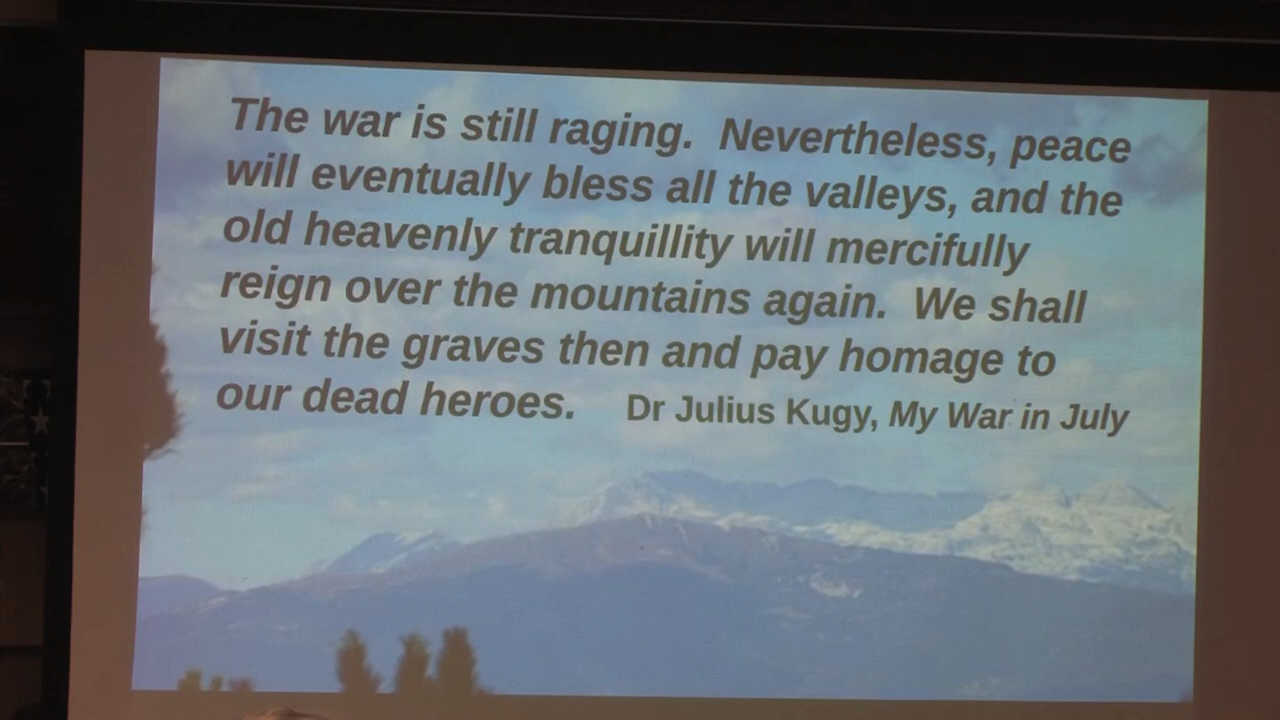 The war is still raging. Nevertheless, peace
will eventually bless all the valleys, and the
old heavenly tranquillity will mercifully
reign over the mountains again. We shall
visit the graves then and pay homage to
our dead heroes. Dr Julius Kugy, My War in July